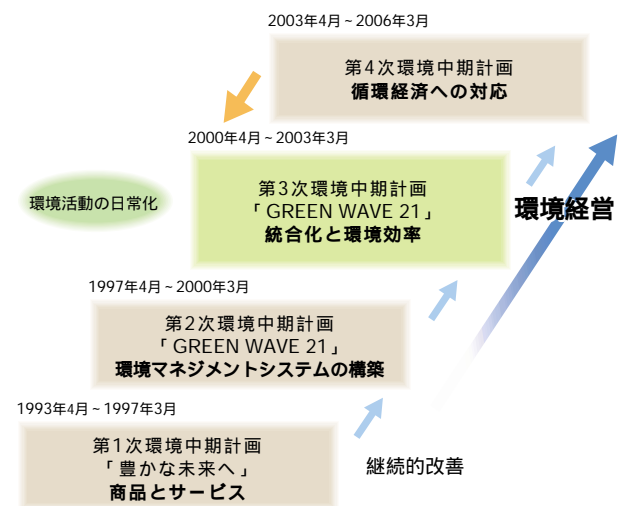 2003年4月~2006年3月
第4次環境中期計画
循環経済への対応
2000年4月~2003年3月
第3次環境中期計画
「GREEN WAVE 21」
統合化と環境効率
環境活動の日常化
環境経営
1997年4月~2000年3月
第2次環境中期計画
「GREEN WAVE 21」
環境マネジメントシステムの構築
1993年4月~1997年3月
第1次環境中期計画
「豊かな未来へ」
商品とサービス
継続的改善